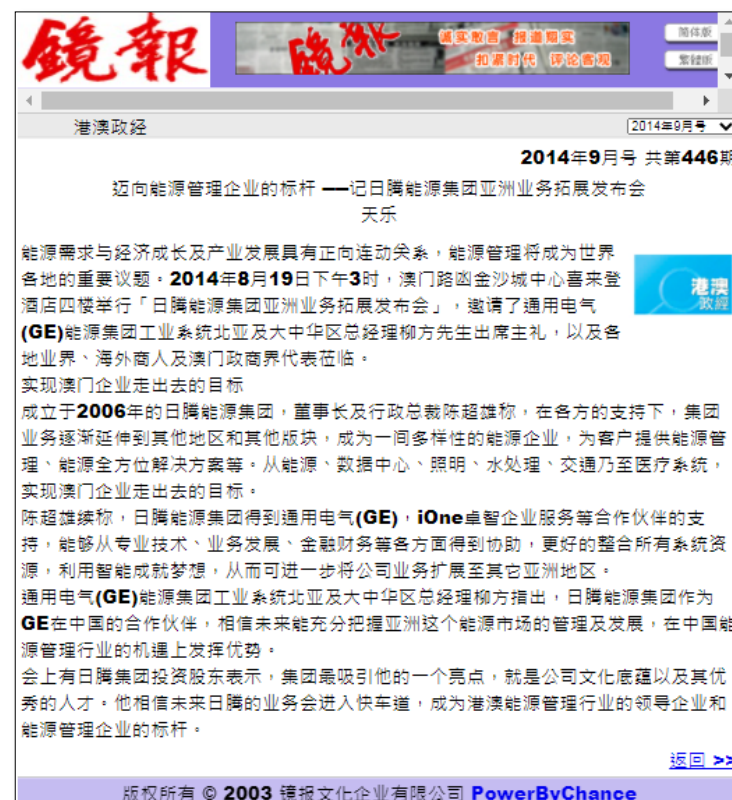 鏡報
鏡報
诚实敢言 报道翔实
扣紧时代 评论客观
简体版
繁體版
港澳政经
2014年9月号
2014年9月号 共第446期
迈向能源管理企业的标杆 ──记日腾能源集团亚洲业务拓展发布会
天乐
能源需求与经济成长及产业发展具有正向连动关系，能源管理将成为世界
各地的重要议题。2014年8月19日下午3时，澳门路凼金沙城中心喜来登
酒店四楼举行「日腾能源集团亚洲业务拓展发布会」，邀请了通用电气
(GE)能源集团工业系统北亚及大中华区总经理柳方先生出席主礼，以及各
地业界、海外商人及澳门政商界代表莅临。
港澳
政經
实现澳门企业走出去的目标
成立于2006年的日腾能源集团，董事长及行政总裁陈超雄称，在各方的支持下，集团
业务逐渐延伸到其他地区和其他版块，成为一间多样性的能源企业，为客户提供能源管
理、能源全方位解决方案等。从能源、数据中心、照明、水处理、交通乃至医疗系统，
实现澳门企业走出去的目标。
陈超雄续称，日腾能源集团得到通用电气(GE)，iOne卓智企业服务等合作伙伴的支
持，能够从专业技术、业务发展、金融财务等各方面得到协助，更好的整合所有系统资
源，利用智能成就梦想，从而可进一步将公司业务扩展至其它亚洲地区。
通用电气(GE)能源集团工业系统北亚及大中华区总经理柳方指出，日腾能源集团作为
GE在中国的合作伙伴，相信未来能充分把握亚洲这个能源市场的管理及发展，在中国能
源管理行业的机遇上发挥优势。
会上有日腾集团投资股东表示，集团最吸引他的一个亮点，就是公司文化底蕴以及其优
秀的人才。他相信未来日腾的业务会进入快车道，成为港澳能源管理行业的领导企业和
能源管理企业的标杆。
返回 >>
版权所有 © 2003 镜报文化企业有限公司 PowerByChance